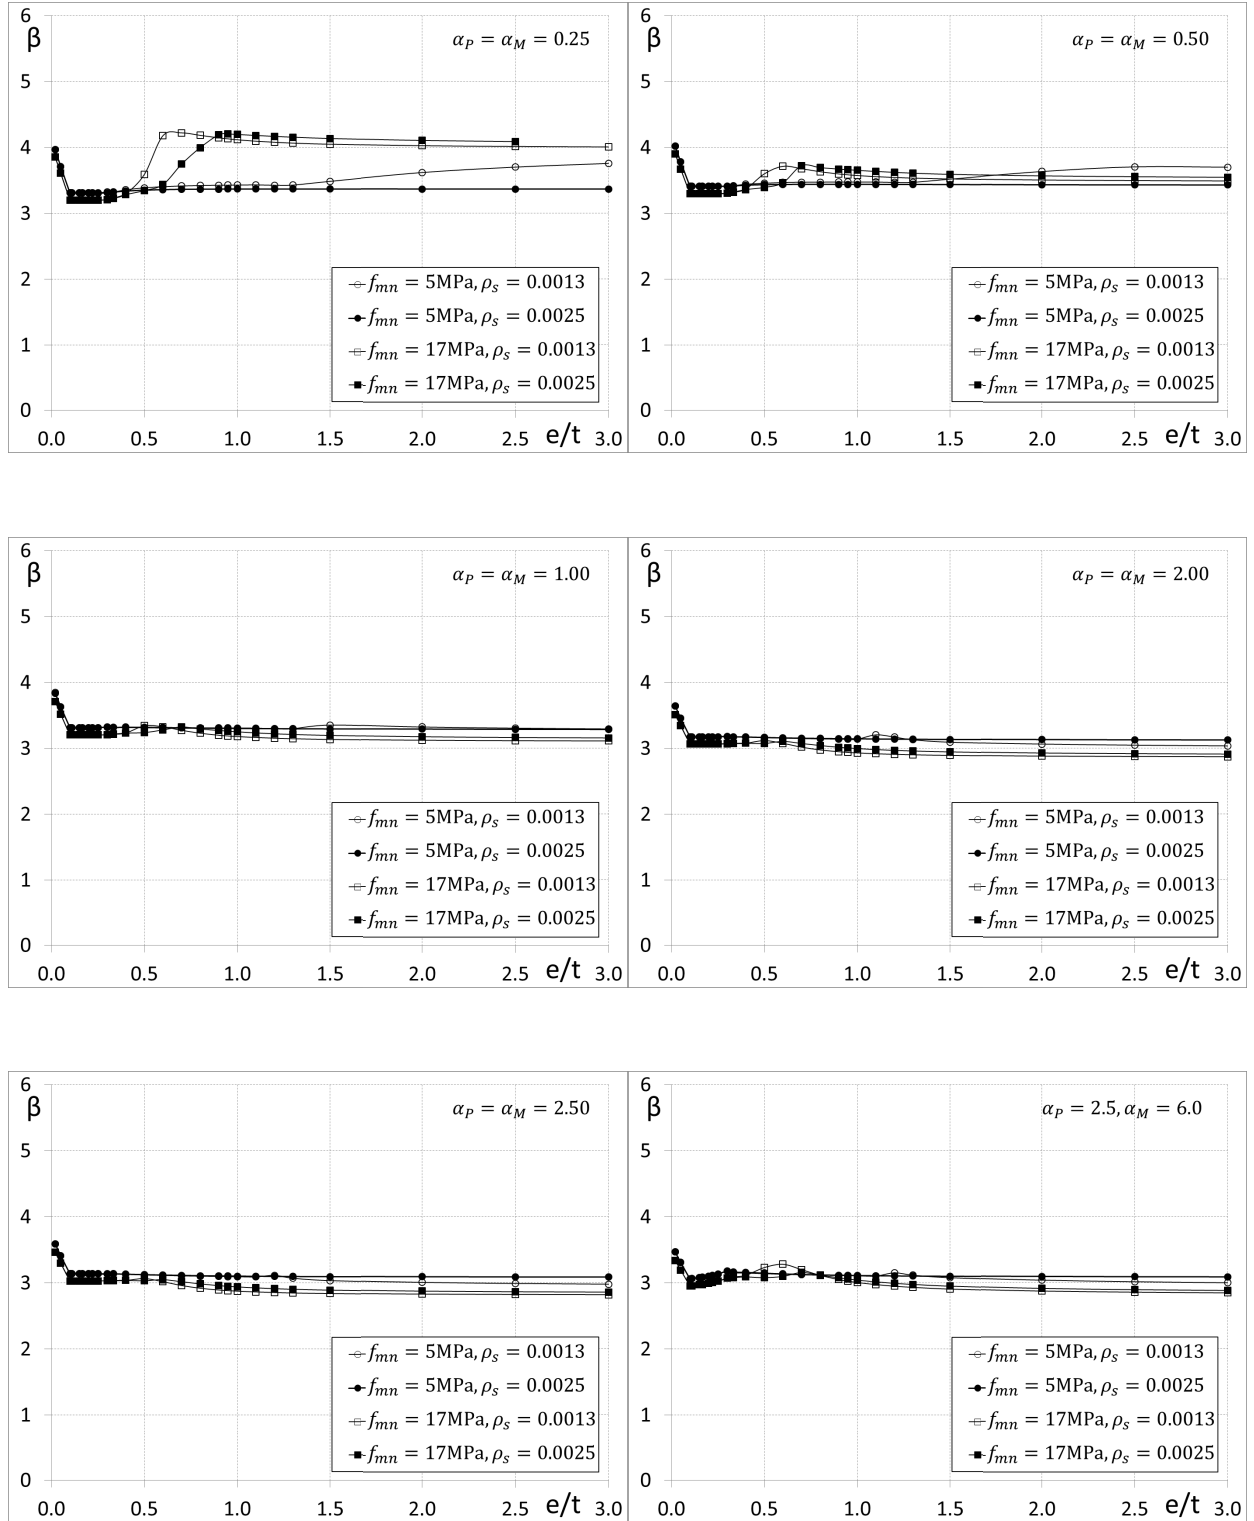 6
5
4
3
2
1
0
β
α_P = α_M = 0.25
f_mn = 5MPa, ρ_s = 0.0013
f_mn = 5MPa, ρ_s = 0.0025
f_mn = 17MPa, ρ_s = 0.0013
f_mn = 17MPa, ρ_s = 0.0025
0.0 0.5 1.0 1.5 2.0 2.5 e/t 3.0
6
5
4
3
2
1
0
β
α_P = α_M = 0.50
f_mn = 5MPa, ρ_s = 0.0013
f_mn = 5MPa, ρ_s = 0.0025
f_mn = 17MPa, ρ_s = 0.0013
f_mn = 17MPa, ρ_s = 0.0025
0.0 0.5 1.0 1.5 2.0 2.5 e/t 3.0
6
5
4
3
2
1
0
β
α_P = α_M = 1.00
f_mn = 5MPa, ρ_s = 0.0013
f_mn = 5MPa, ρ_s = 0.0025
f_mn = 17MPa, ρ_s = 0.0013
f_mn = 17MPa, ρ_s = 0.0025
0.0 0.5 1.0 1.5 2.0 2.5 e/t 3.0
6
5
4
3
2
1
0
β
α_P = α_M = 2.00
f_mn = 5MPa, ρ_s = 0.0013
f_mn = 5MPa, ρ_s = 0.0025
f_mn = 17MPa, ρ_s = 0.0013
f_mn = 17MPa, ρ_s = 0.0025
0.0 0.5 1.0 1.5 2.0 2.5 e/t 3.0
6
5
4
3
2
1
0
β
α_P = α_M = 2.50
f_mn = 5MPa, ρ_s = 0.0013
f_mn = 5MPa, ρ_s = 0.0025
f_mn = 17MPa, ρ_s = 0.0013
f_mn = 17MPa, ρ_s = 0.0025
0.0 0.5 1.0 1.5 2.0 2.5 e/t 3.0
6
5
4
3
2
1
0
β
α_P = 2.5, α_M = 6.0
f_mn = 5MPa, ρ_s = 0.0013
f_mn = 5MPa, ρ_s = 0.0025
f_mn = 17MPa, ρ_s = 0.0013
f_mn = 17MPa, ρ_s = 0.0025
0.0 0.5 1.0 1.5 2.0 2.5 e/t 3.0